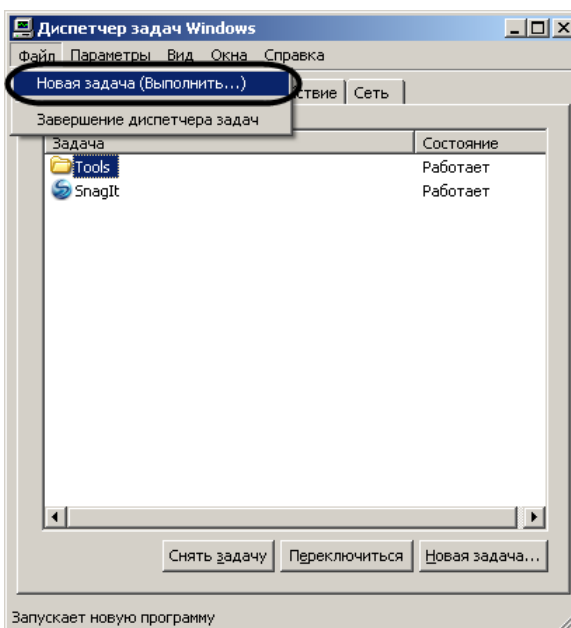 Диспетчер задач Windows
Файл Параметры Вид Окна Справка
Новая задача (Выполнить...)
ствие Сеть
Завершение диспетчера задач
Задача Состояние
Tools Работает
SnagIt Работает
Снять задачу Переключиться Новая задача...
Запускает новую программу